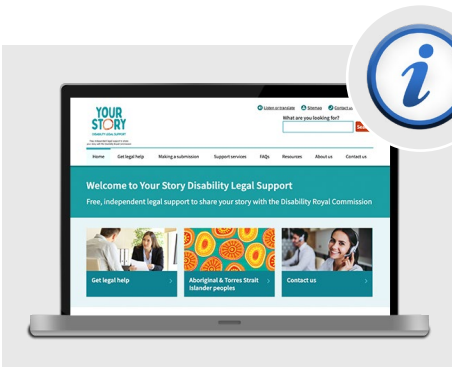 i
YOUR
STORY
DISABILITY LEGAL SUPPORT
Listen or translate Sitemap Contact us
What are you looking for?
Home Get legal help Making a submission Support services FAQs Resources About us Contact us
Welcome to Your Story Disability Legal Support
Free, independent legal support to share your story with the Disability Royal Commission
Get legal help
Aboriginal & Torres Strait
Islander peoples
Contact us